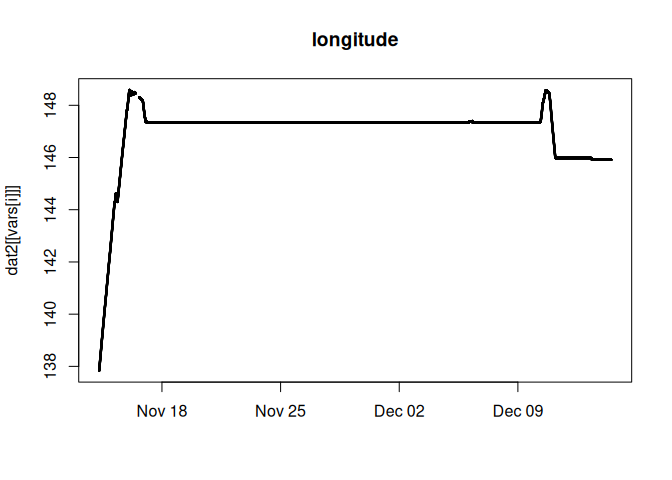 longitude
dat2[[vars[i]]]
148
146
144
142
140
138
Nov 18
Nov 25
Dec 02
Dec 09